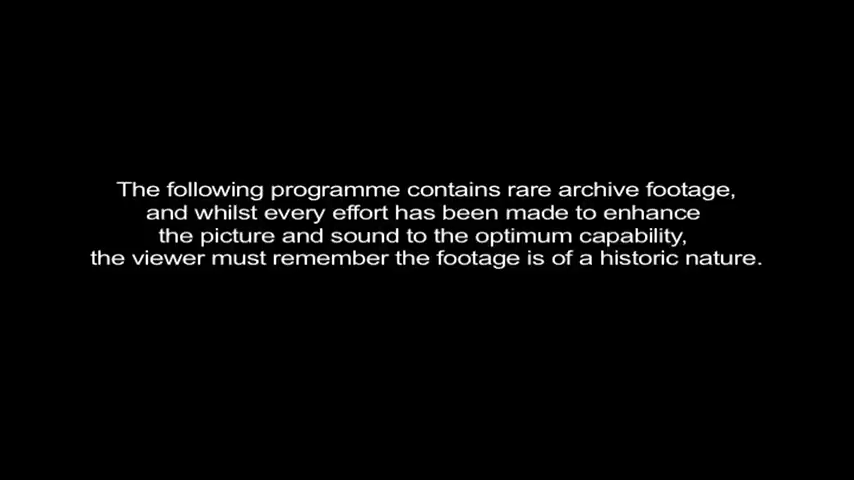 The following programme contains rare archive footage,
and whilst every effort has been made to enhance
the picture and sound to the optimum capability,
the viewer must remember the footage is of a historic nature.